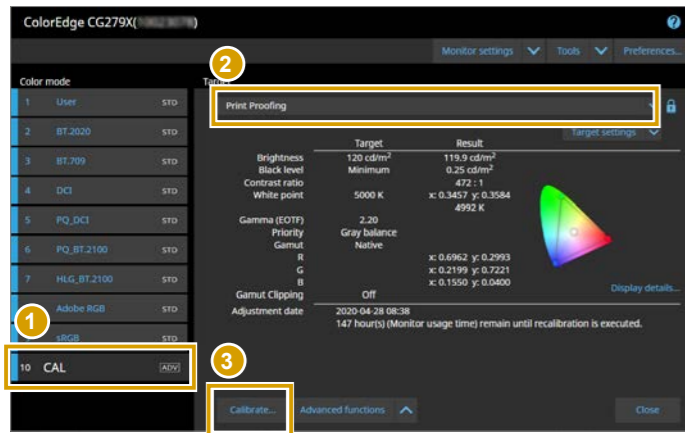 ColorEdge CG279X( )
Monitor settings Tools Preferences...
2
Color mode Target
1 User STD
Print Proofing
2 BT.2020 STD
Target settings
3 BT.709 STD
4 DCI STD
5 PQ_DCI STD
6 PQ_BT.2100 STD
7 HLG_BT.2100 STD
Adobe RGB STD
1
sRGB STD
10 CAL ADV
Target Result
Brightness 120 cd/m² 119.9 cd/m²
Black level Minimum 0.25 cd/m²
Contrast ratio 472 : 1
White point 5000 K x: 0.3457 y: 0.3584
4992 K
Gamma (EOTF) 2.20
Priority Gray balance
Gamut Native
R x: 0.6962 y: 0.2993
G x: 0.2199 y: 0.7221
B x: 0.1550 y: 0.0400
Display details...
Gamut Clipping Off
Adjustment date 2020-04-28 08:38
147 hour(s) (Monitor usage time) remain until recalibration is executed.
3
Calibrate... Advanced functions Close